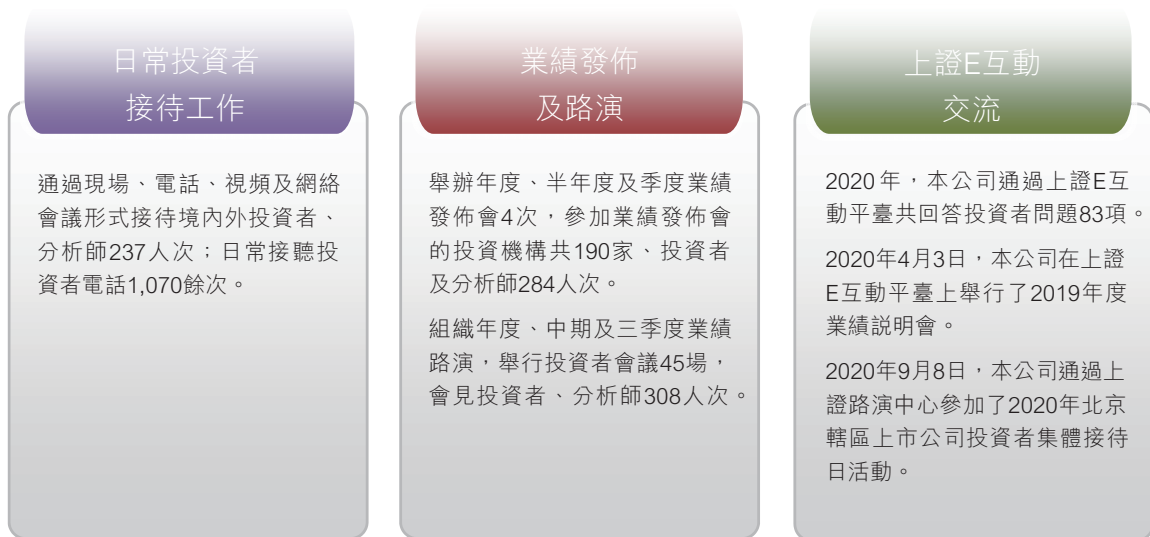 日常投資者
接待工作
通過現場、電話、視頻及網絡
會議形式接待境內外投資者、
分析師237人次；日常接聽投
資者電話1,070餘次。
業績發佈
及路演
舉辦年度、半年度及季度業績
發佈會4次，參加業績發佈會
的投資機構共190家、投資者
及分析師284人次。
組織年度、中期及三季度業績
路演，舉行投資者會議45場，
會見投資者、分析師308人次。
上證E互動
交流
2020年，本公司通過上證E互
動平臺共回答投資者問題83項。
2020年4月3日，本公司在上證
E互動平臺上舉行了2019年度
業績説明會。
2020年9月8日，本公司通過上
證路演中心參加了2020年北京
轄區上市公司投資者集體接待
日活動。